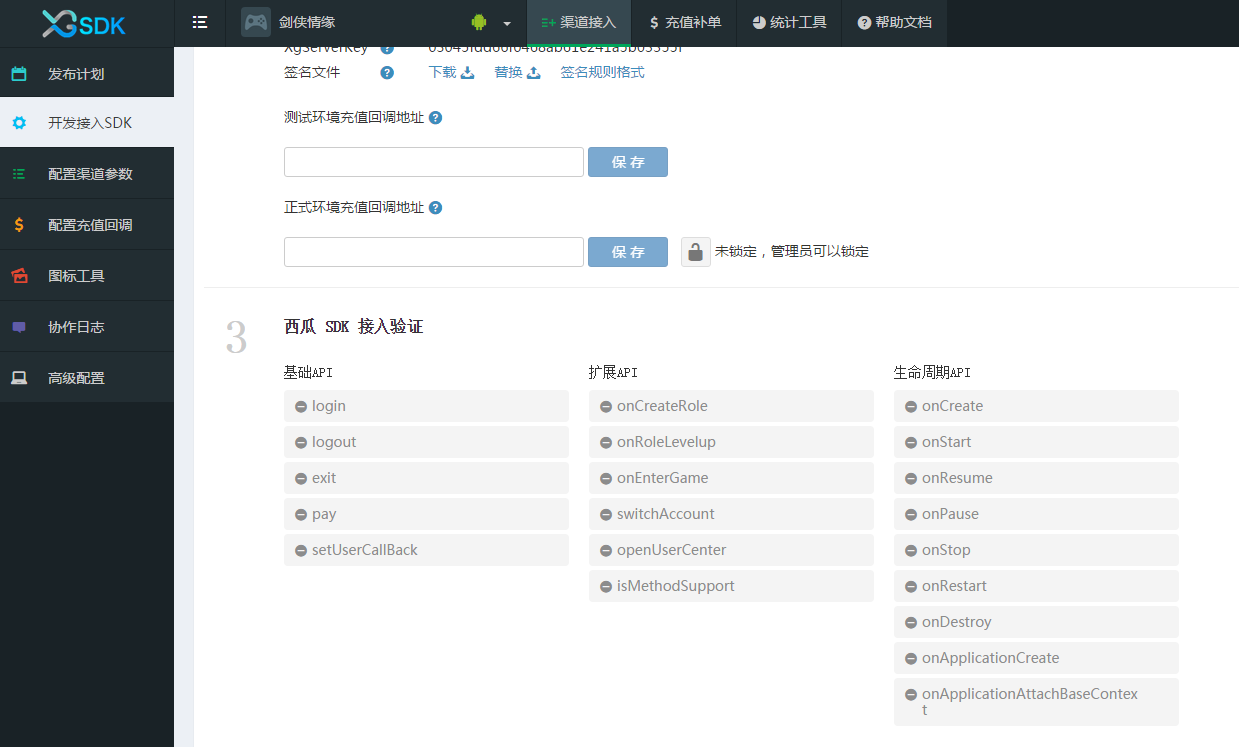 XGSDK
剑侠情缘
渠道接入
$ 充值补单
统计工具
帮助文档
发布计划
开发接入SDK
配置渠道参数
配置充值回调
图标工具
协作日志
高级配置
XgServerKey
签名文件 下载 替换 签名规则格式
测试环境充值回调地址
保 存
正式环境充值回调地址
保 存 未锁定，管理员可以锁定
3 西瓜 SDK 接入验证
基础API
login
logout
exit
pay
setUserCallBack
扩展API
onCreateRole
onRoleLevelup
onEnterGame
switchAccount
openUserCenter
isMethodSupport
生命周期API
onCreate
onStart
onResume
onPause
onStop
onRestart
onDestroy
onApplicationCreate
onApplicationAttachBaseContex
t